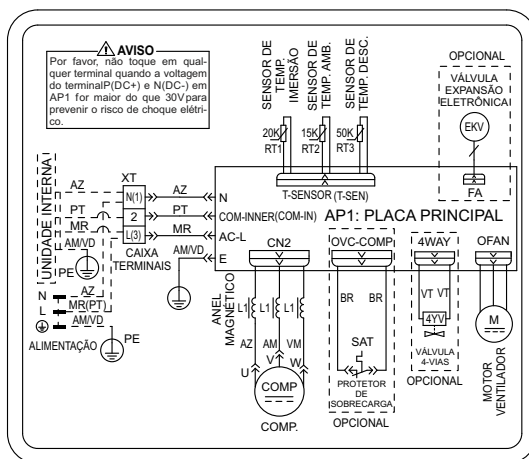 AVISO
Por favor, não toque em qual-
quer terminal quando a voltagem
do terminalP(DC+) e N(DC-) em
AP1 for maior do que 30Vpara
prevenir o risco de choque elétri-
co.
SENSOR DE
TEMP.
IMERSÃO
SENSOR DE
TEMP. AMB.
SENSOR DE
TEMP. DESC.
20K
RT1
15K
RT2
50K
RT3
T-SENSOR (T-SEN)
OPCIONAL
VÁLVULA
EXPANSÃO
ELETRÔNICA
EKV
FA
UNIDADE INTERNA
AZ
PT
MR
AM/VD
PE
XT
N(1)
2
L(3)
CAIXA
TERMINAIS
AZ
PT
MR
AM/VD
N
COM-INNER(COM-IN)
AC-L
E
AP1: PLACA PRINCIPAL
N
L
AZ
MR(PT)
AM/VD
ALIMENTAÇÃO
PE
CN2
OVC-COMP
4WAY
OFAN
ANEL
MAGNÉTICO
L1
L1
L1
AZ
AM
VM
U
V
W
COMP
COMP.
BR
BR
SAT
PROTETOR
DE
SOBRECARGA
OPCIONAL
VT
VT
4YV
VÁLVULA
4-VIAS
OPCIONAL
M
MOTOR
VENTILADOR